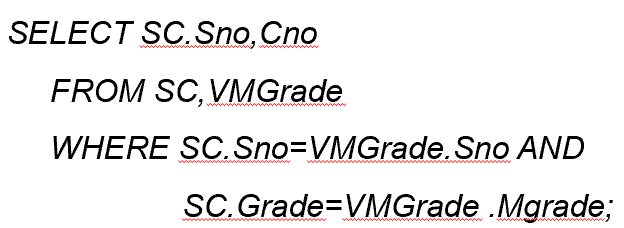 SELECT SC.Sno,Cno
FROM SC,VMGrade
WHERE SC.Sno=VMGrade.Sno AND
SC.Grade=VMGrade .Mgrade;